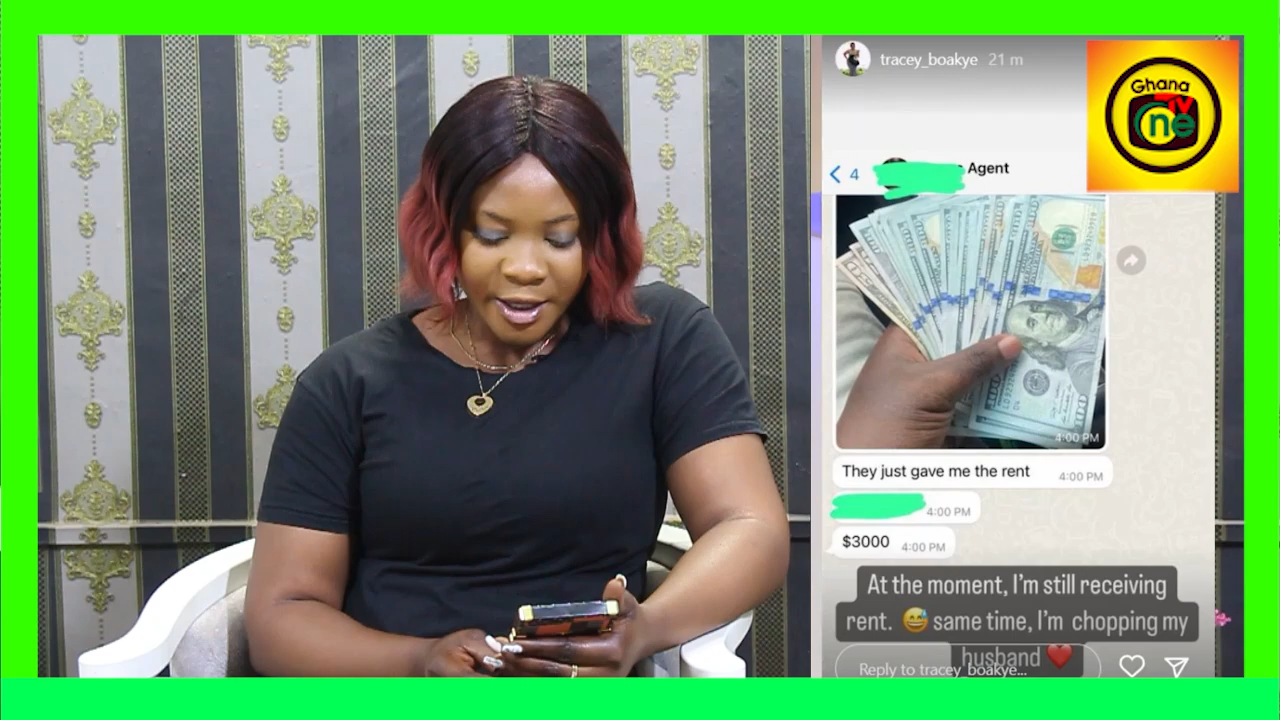 tracey_boakye 21 m
Ghana
TV
One
4
Agent
4:00 PM
They just gave me the rent 4:00 PM
4:00 PM
$3000 4:00 PM
At the moment, I'm still receiving
rent. 😅 same time, I'm chopping my
husband ❤️
Reply to tracey_boakye...